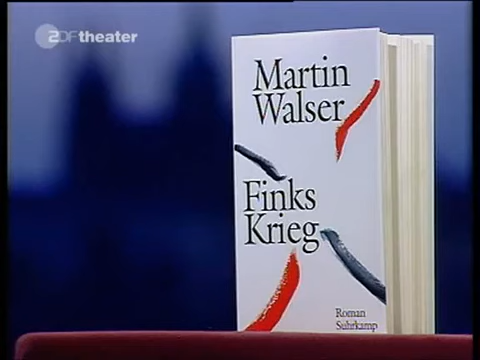 ZDFtheater
Martin
Walser
Finks
Krieg
Roman
Suhrkamp